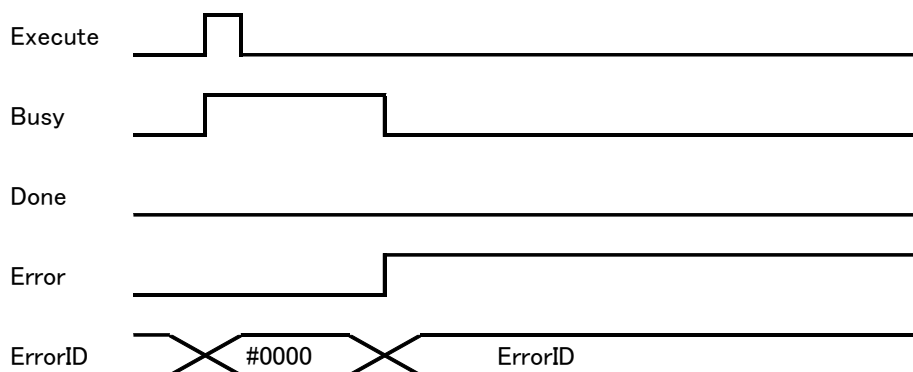 Execute
Busy
Done
Error
ErrorID #0000 ErrorID